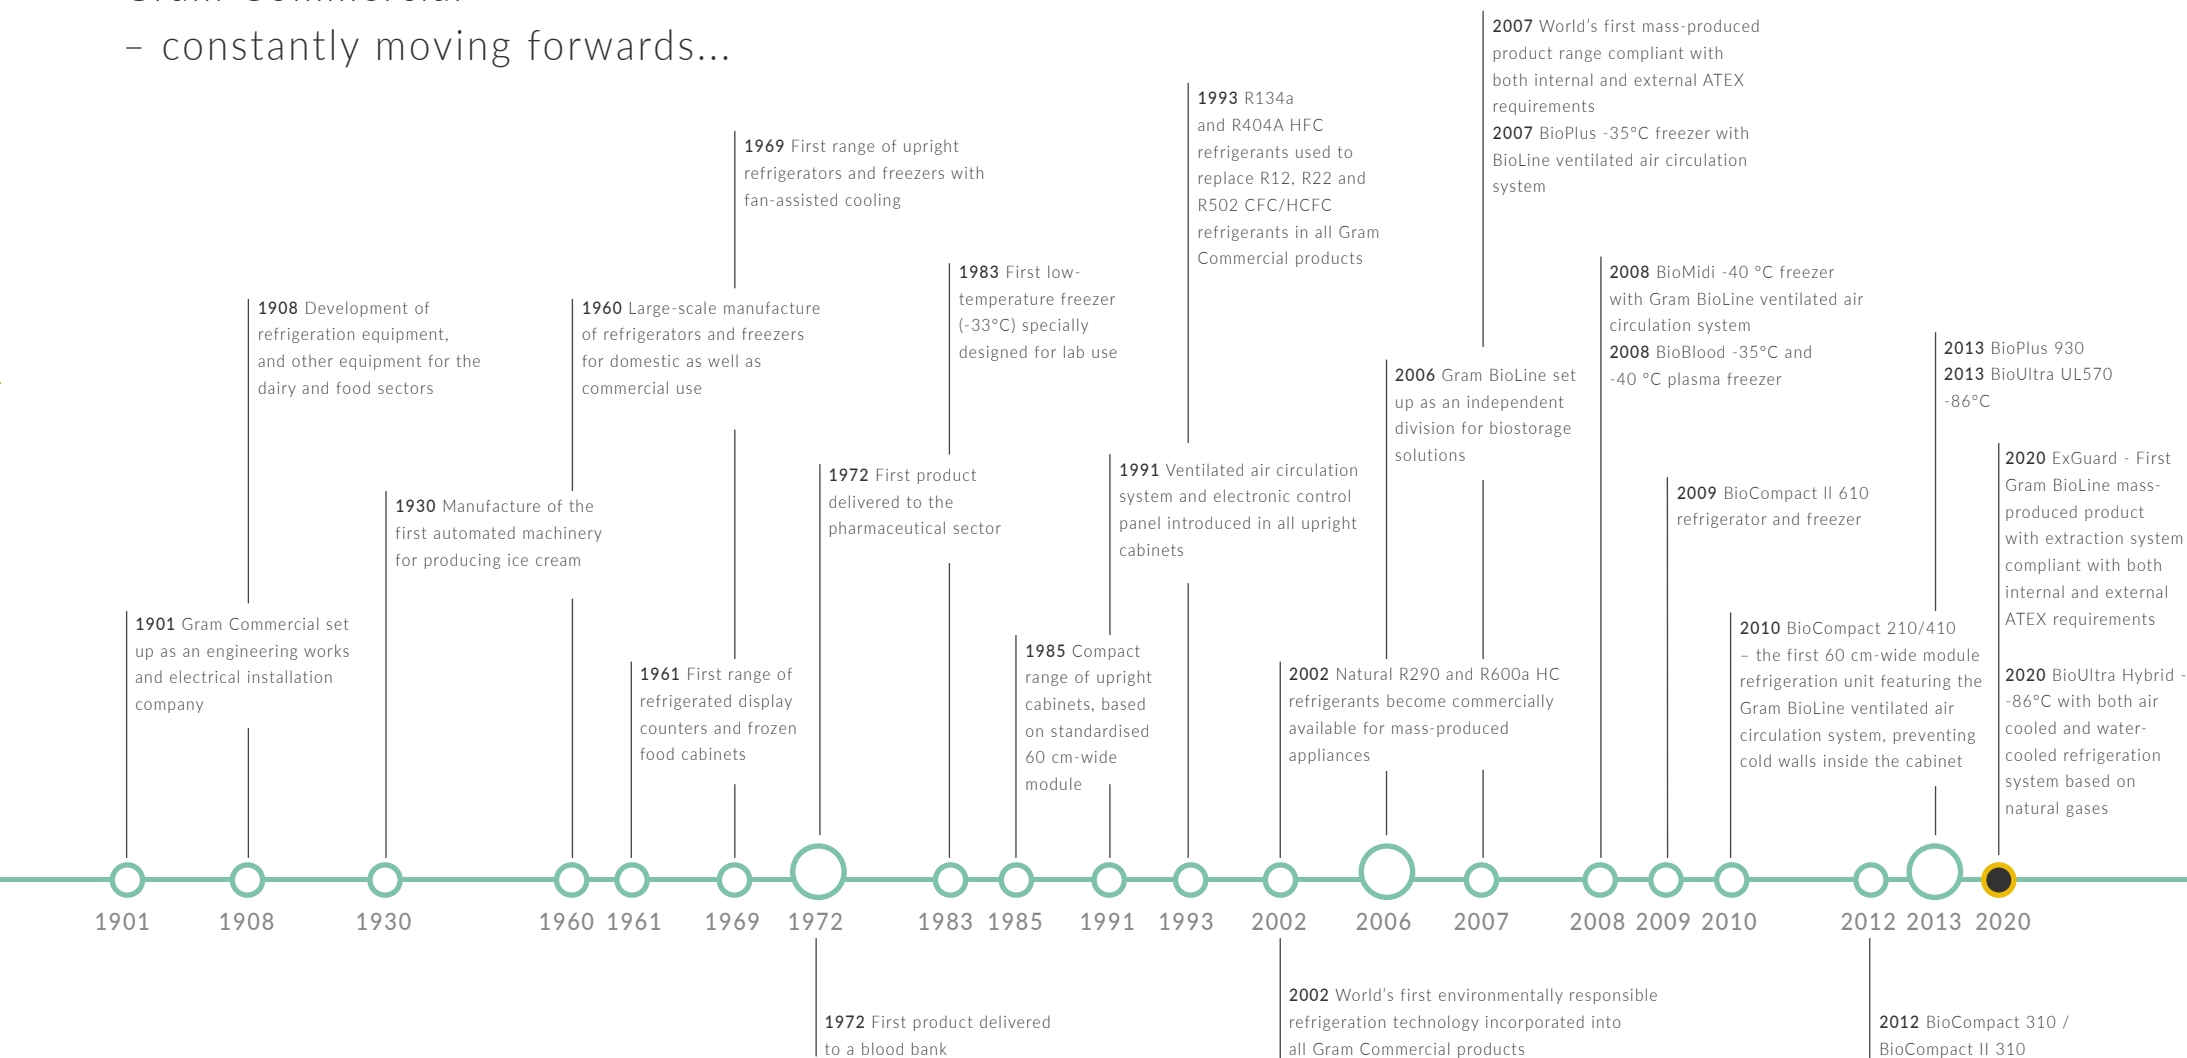 – constantly moving forwards...
2007 World's first mass-produced
product range compliant with
both internal and external ATEX
requirements
2007 BioPlus -35°C freezer with
BioLine ventilated air circulation
system
1993 R134a
and R404A HFC
refrigerants used to
replace R12, R22 and
R502 CFC/HCFC
refrigerants in all Gram
Commercial products
1969 First range of upright
refrigerators and freezers with
fan-assisted cooling
1983 First low-
temperature freezer
(-33°C) specially
designed for lab use
2008 BioMidi -40 °C freezer
with Gram BioLine ventilated air
circulation system
2008 BioBlood -35°C and
-40 °C plasma freezer
1908 Development of
refrigeration equipment,
and other equipment for the
dairy and food sectors
1960 Large-scale manufacture
of refrigerators and freezers
for domestic as well as
commercial use
2013 BioPlus 930
2013 BioUltra UL570
-86°C
2006 Gram BioLine set
up as an independent
division for biostorage
solutions
1972 First product
delivered to the
pharmaceutical sector
1991 Ventilated air circulation
system and electronic control
panel introduced in all upright
cabinets
2020 ExGuard - First
Gram BioLine mass-
produced product
with extraction system
compliant with both
internal and external
ATEX requirements
2020 BioUltra Hybrid -
-86°C with both air
cooled and water-
cooled refrigeration
system based on
natural gases
2009 BioCompact II 610
refrigerator and freezer
1930 Manufacture of the
first automated machinery
for producing ice cream
1901 Gram Commercial set
up as an engineering works
and electrical installation
company
1961 First range of
refrigerated display
counters and frozen
food cabinets
1985 Compact
range of upright
cabinets, based
on standardised
60 cm-wide
module
2002 Natural R290 and R600a HC
refrigerants become commercially
available for mass-produced
appliances
2010 BioCompact 210/410
– the first 60 cm-wide module
refrigeration unit featuring the
Gram BioLine ventilated air
circulation system, preventing
cold walls inside the cabinet
1901 1908 1930 1960 1961 1969 1972 1983 1985 1991 1993 2002 2006 2007 2008 2009 2010 2012 2013 2020
1972 First product delivered
to a blood bank
2002 World's first environmentally responsible
refrigeration technology incorporated into
all Gram Commercial products
2012 BioCompact 310 /
BioCompact II 310